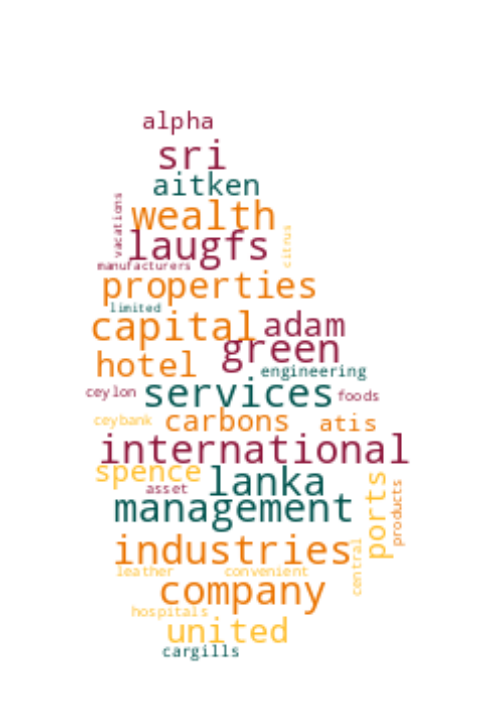 alpha
sri
aitken
vacations
wealth
citrus
laugfs
manufacturers
properties
limited
capital adam
green
hotel engineering
ceylon services foods
ceybank carbons atis
international
spence lanka
asset
ports
products
management
industries
central
leather convenient
company
hospitals
united
cargills